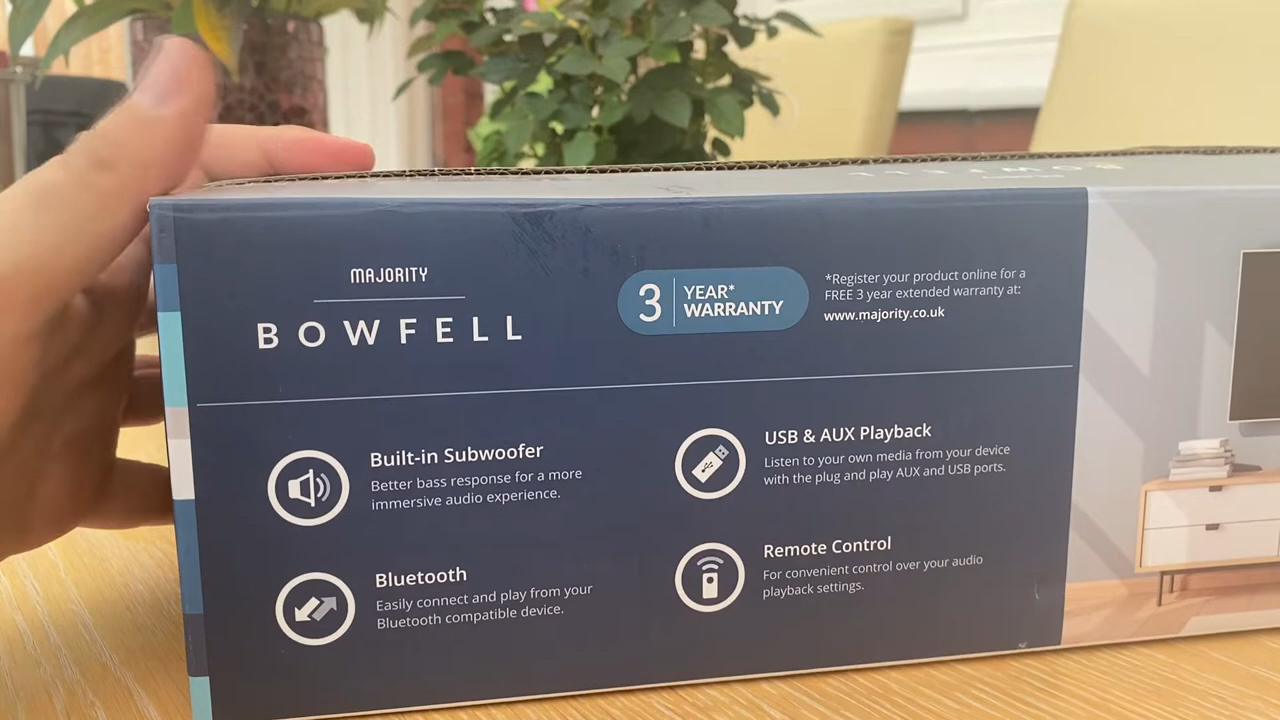 MAJORITY
BOWFELL
3 YEAR*
WARRANTY
*Register your product online for a
FREE 3 year extended warranty at:
www.majority.co.uk
Built-in Subwoofer
Better bass response for a more
immersive audio experience.
USB & AUX Playback
Listen to your own media from your device
with the plug and play AUX and USB ports.
Bluetooth
Easily connect and play from your
Bluetooth compatible device.
Remote Control
For convenient control over your audio
playback settings.